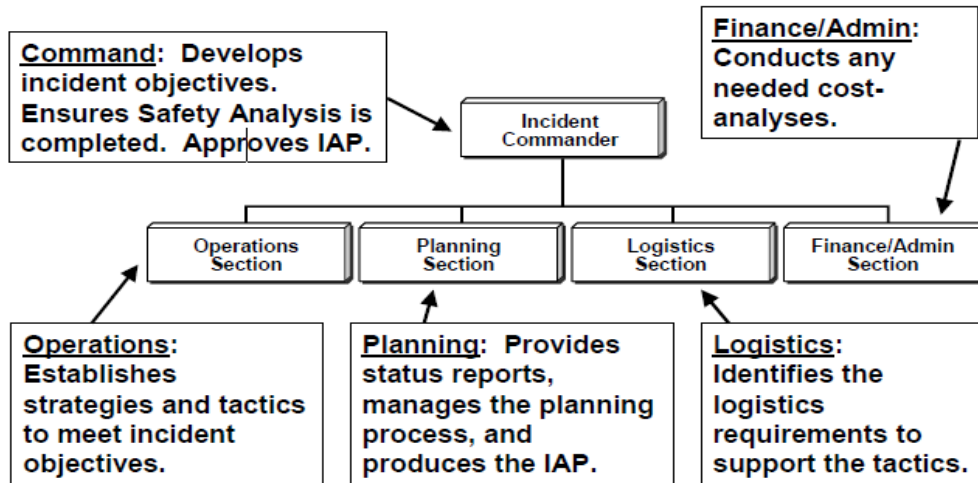 Command:  Develops
incident objectives.
Ensures Safety Analysis is
completed.  Approves IAP.
Finance/Admin:
Conducts any
needed cost-
analyses.
Incident
Commander
Operations
Section
Planning
Section
Logistics
Section
Finance/Admin
Section
Operations:
Establishes
strategies and tactics
to meet incident
objectives.
Planning:  Provides
status reports,
manages the planning
process, and
produces the IAP.
Logistics:
Identifies the
logistics
requirements to
support the tactics.